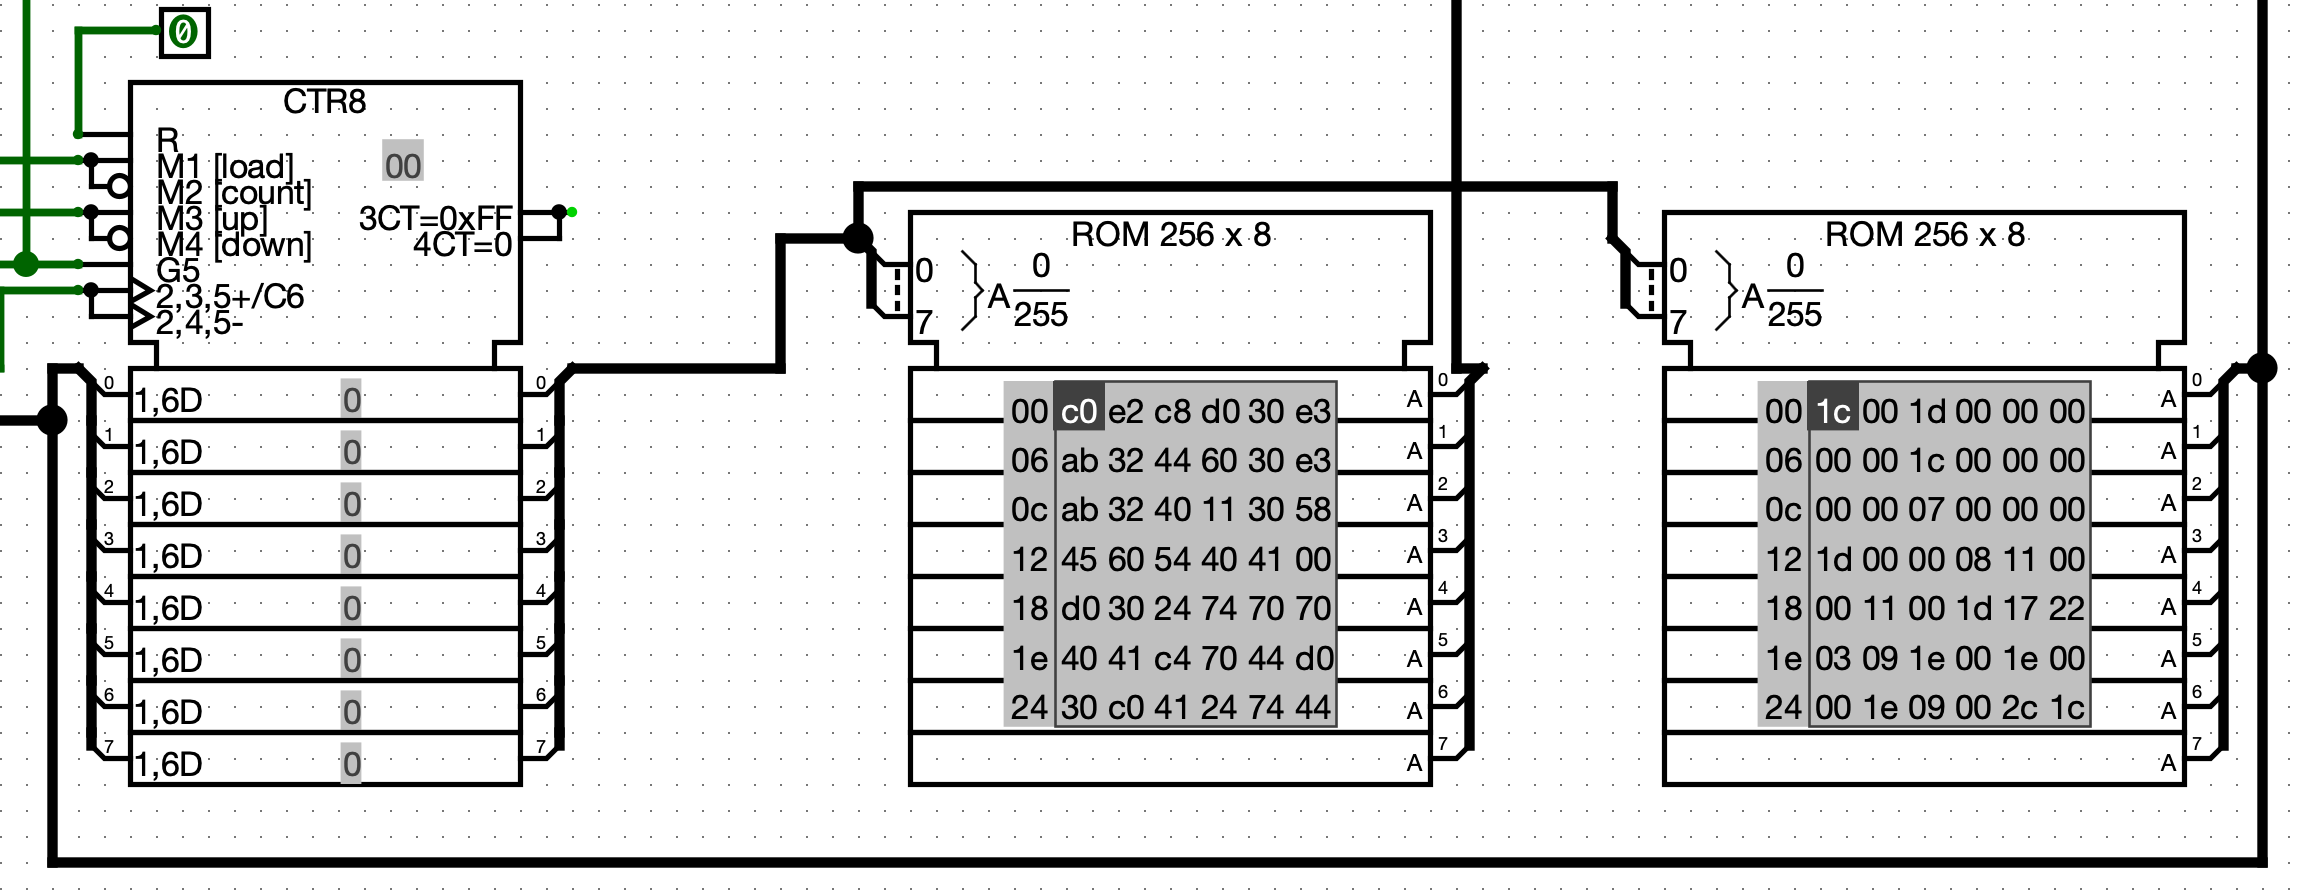 0
CTR8
R
M1 [load]
M2 [count]
M3 [up]
M4 [down]
G5
2,3,5+/C6
2,4,5-
00
3CT=0xFF
4CT=0
0 1,6D 0 0
1 1,6D 0 1
2 1,6D 0 2
3 1,6D 0 3
4 1,6D 0 4
5 1,6D 0 5
6 1,6D 0 6
7 1,6D 0 7
ROM 256 x 8
0
7
A
0
255
00 c0 e2 c8 d0 30 e3
06 ab 32 44 60 30 e3
0c ab 32 40 11 30 58
12 45 60 54 40 41 00
18 d0 30 24 74 70 70
1e 40 41 c4 70 44 d0
24 30 c0 41 24 74 44
A 0
A 1
A 2
A 3
A 4
A 5
A 6
A 7
ROM 256 x 8
0
7
A
0
255
00 1c 00 1d 00 00 00
06 00 00 1c 00 00 00
0c 00 00 07 00 00 00
12 1d 00 00 08 11 00
18 00 11 00 1d 17 22
1e 03 09 1e 00 1e 00
24 00 1e 09 00 2c 1c
A 0
A 1
A 2
A 3
A 4
A 5
A 6
A 7